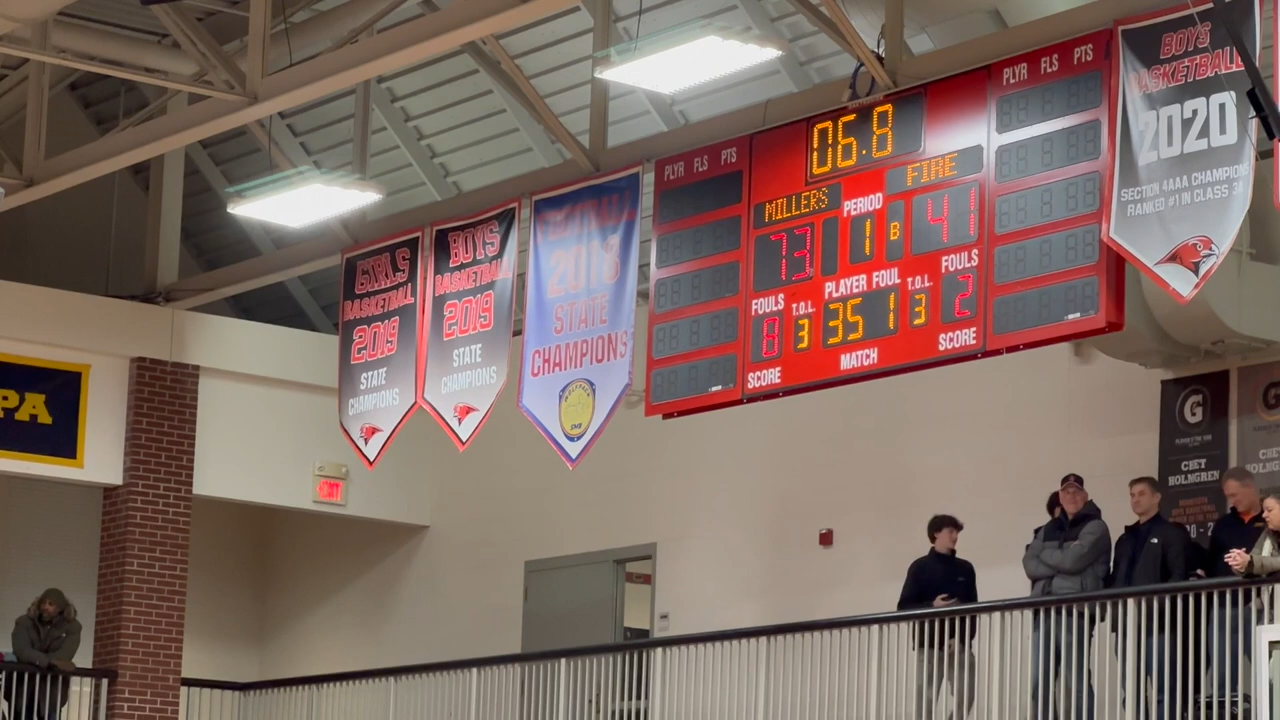 PLYR FLS PTS
06.8
MILLERS
FIRE
PERIOD
73
1
B
41
FOULS
T.O.L.
PLAYER FOUL
T.O.L.
FOULS
8
3
35 1
3
2
SCORE
MATCH
SCORE
PLYR FLS PTS
GIRLS
BASKETBALL
2019
STATE
CHAMPIONS
BOYS
BASKETBALL
2019
STATE
CHAMPIONS
2018
STATE
CHAMPIONS
BOYS
BASKETBALL
2020
SECTION 4AAA CHAMPIONS
RANKED #1 IN CLASS 3A
PA
EXIT
G
CHET
HOLMGREN
G
CHET
HOLMGREN